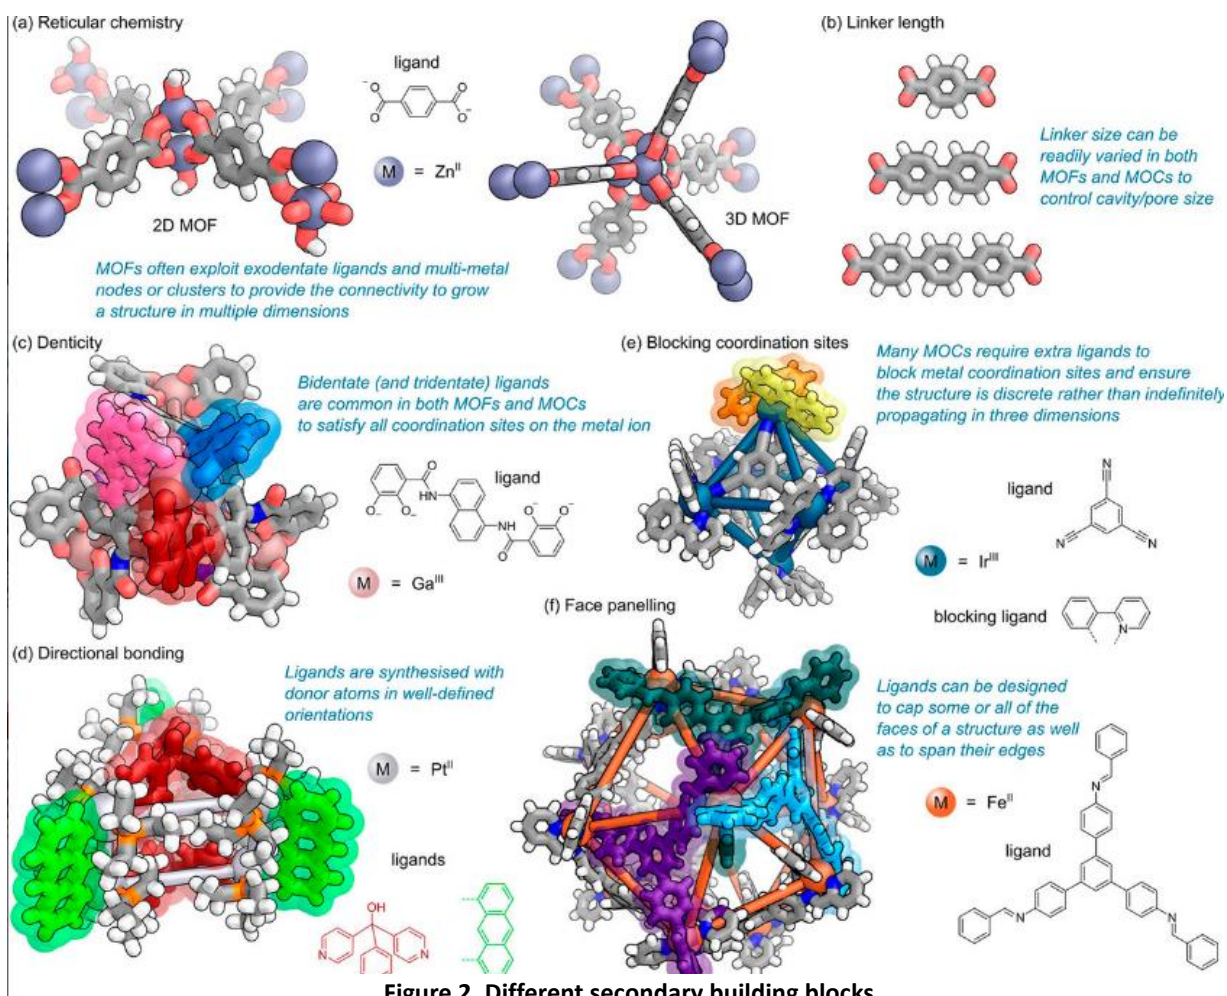 (a) Reticular chemistry
ligand
O
O⁻
O
O⁻
M = Zn^II
2D MOF
3D MOF
MOFs often exploit exodentate ligands and multi-metal
nodes or clusters to provide the connectivity to grow
a structure in multiple dimensions
(b) Linker length
Linker size can be
readily varied in both
MOFs and MOCs to
control cavity/pore size
(c) Denticity
Bidentate (and tridentate) ligands
are common in both MOFs and MOCs
to satisfy all coordination sites on the metal ion
ligand
O
HN
O⁻
O⁻
O⁻
O⁻
NH
O
M = Ga^III
(e) Blocking coordination sites
Many MOCs require extra ligands to
block metal coordination sites and ensure
the structure is discrete rather than indefinitely
propagating in three dimensions
ligand
N
N
N
M = Ir^III
blocking ligand
N
(d) Directional bonding
Ligands are synthesised with
donor atoms in well-defined
orientations
M = Pt^II
ligands
OH
N
N
(f) Face panelling
Ligands can be designed
to cap some or all of the
faces of a structure as well
as to span their edges
M = Fe^II
ligand
N
N
N
Figure 2. Different secondary building blocks